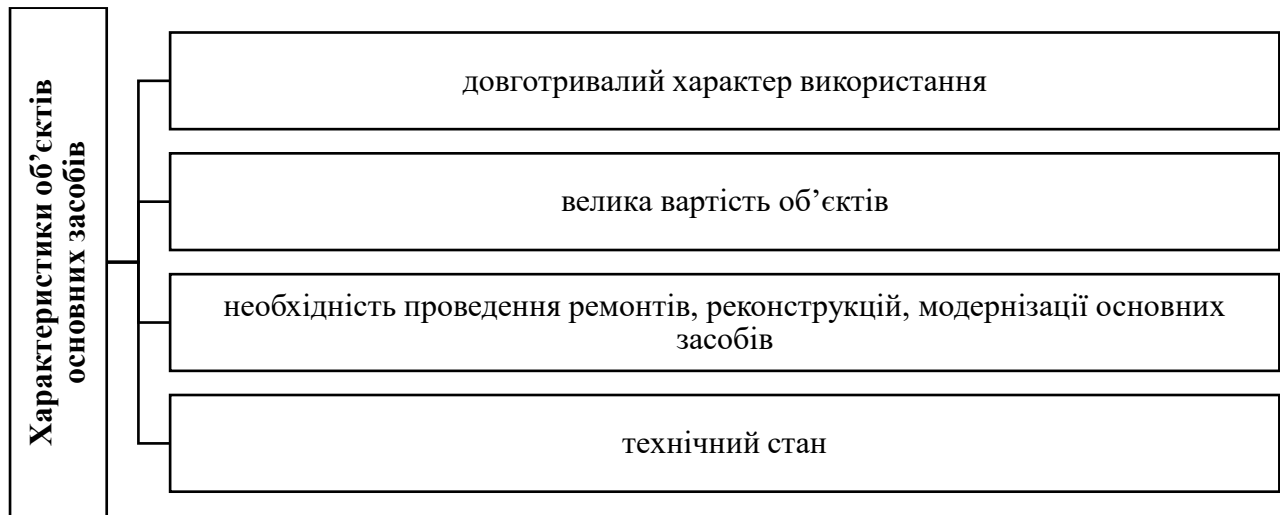 Характеристики об’єктів
основних засобів
довготривалий характер використання
велика вартість об’єктів
необхідність проведення ремонтів, реконструкцій, модернізації основних
засобів
технічний стан